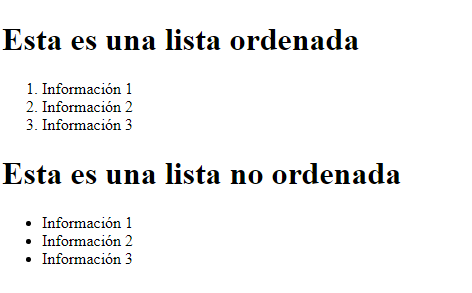 Esta es una lista ordenada
1. Información 1
2. Información 2
3. Información 3
Esta es una lista no ordenada
• Información 1
• Información 2
• Información 3